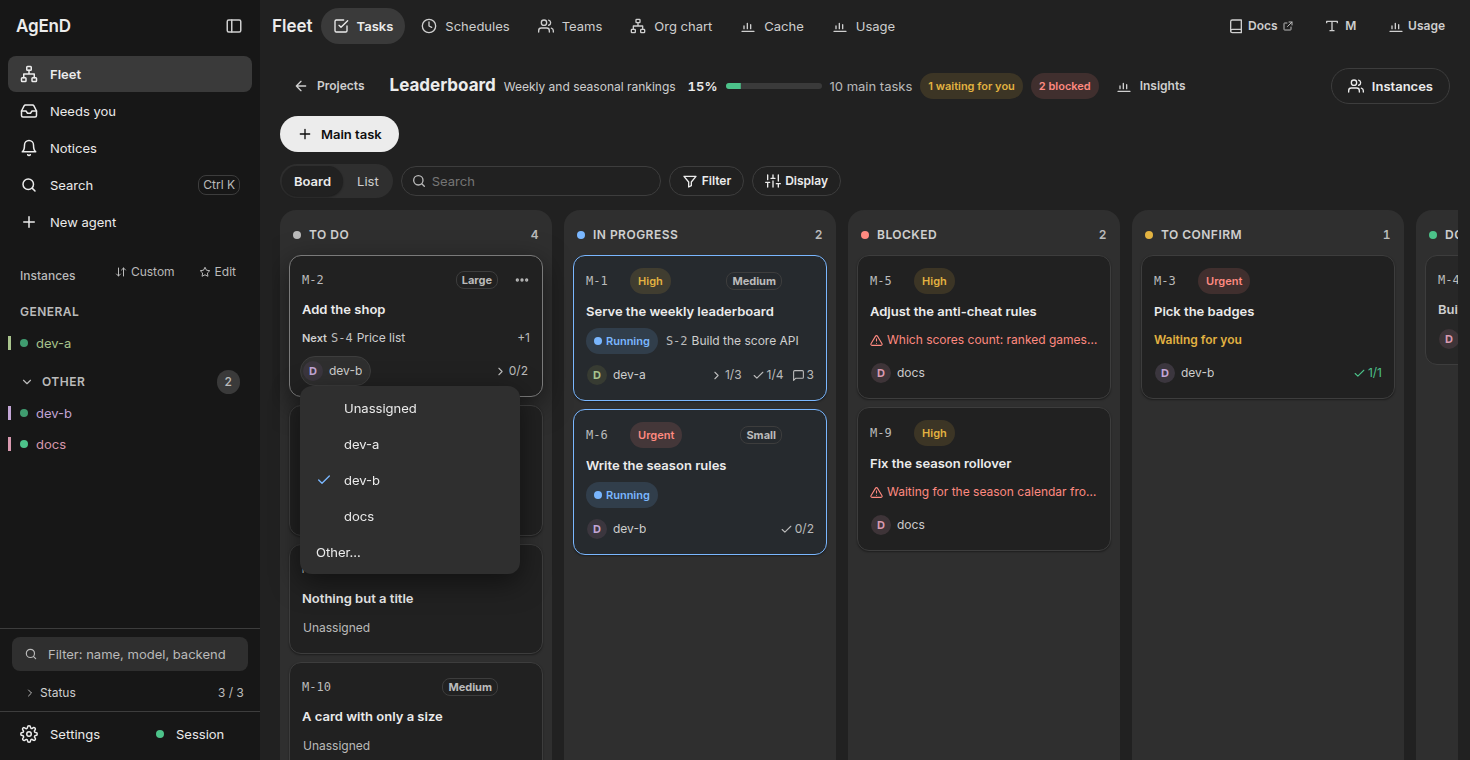 AgEnD
Fleet
Needs you
Notices
Search Ctrl K
New agent
Instances Custom Edit
GENERAL
dev-a
OTHER 2
dev-b
docs
Filter: name, model, backend
Status 3 / 3
Settings Session
Fleet Tasks Schedules Teams Org chart Cache Usage Docs M Usage
Projects Leaderboard Weekly and seasonal rankings 15% 10 main tasks 1 waiting for you 2 blocked Insights Instances
Main task
Board List Search Filter Display
TO DO 4
M-2 Large
Add the shop
Next S-4 Price list +1
D dev-b 0/2
Unassigned
dev-a
dev-b
docs
Other...
Nothing but a title
Unassigned
M-10 Medium
A card with only a size
Unassigned
IN PROGRESS 2
M-1 High Medium
Serve the weekly leaderboard
Running S-2 Build the score API
D dev-a 1/3 1/4 3
M-6 Urgent Small
Write the season rules
Running
D dev-b 0/2
BLOCKED 2
M-5 High
Adjust the anti-cheat rules
Which scores count: ranked games...
D docs
M-9 High
Fix the season rollover
Waiting for the season calendar fro...
D docs
TO CONFIRM 1
M-3 Urgent
Pick the badges
Waiting for you
D dev-b 1/1
M-4
D